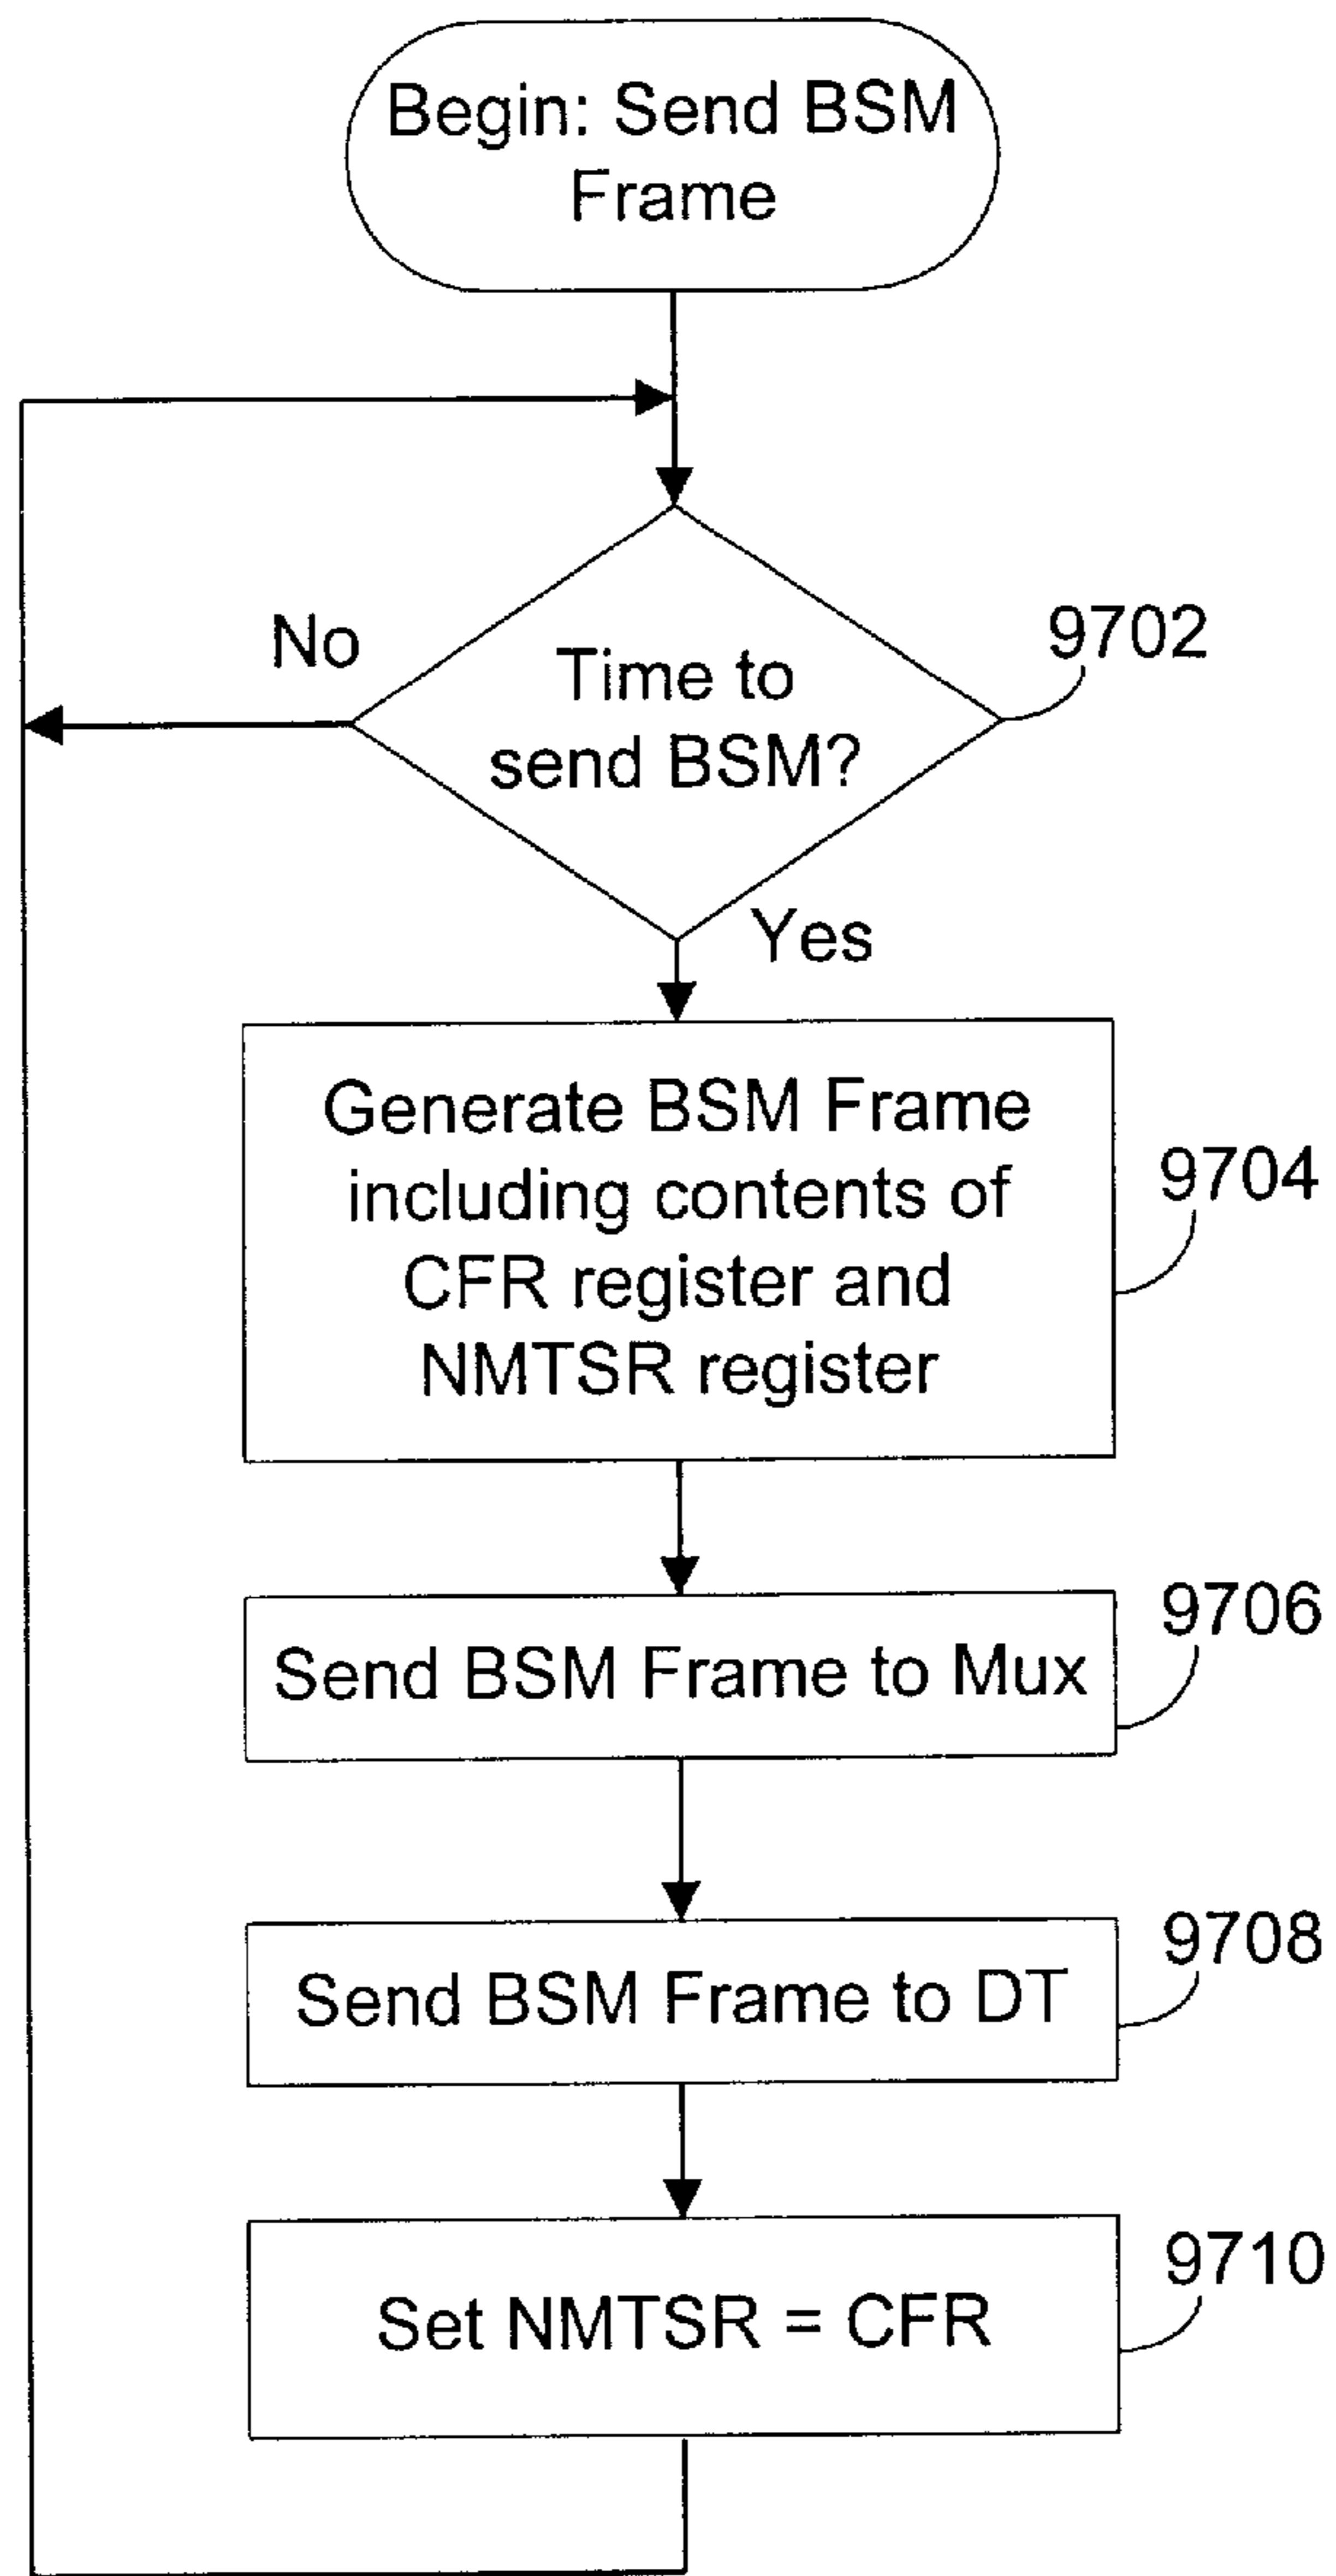 Begin: Send BSM
Frame
No
Time to
send BSM?
9702
Yes
Generate BSM Frame
including contents of
CFR register and
NMTSR register
9704
Send BSM Frame to Mux
9706
Send BSM Frame to DT
9708
Set NMTSR = CFR
9710